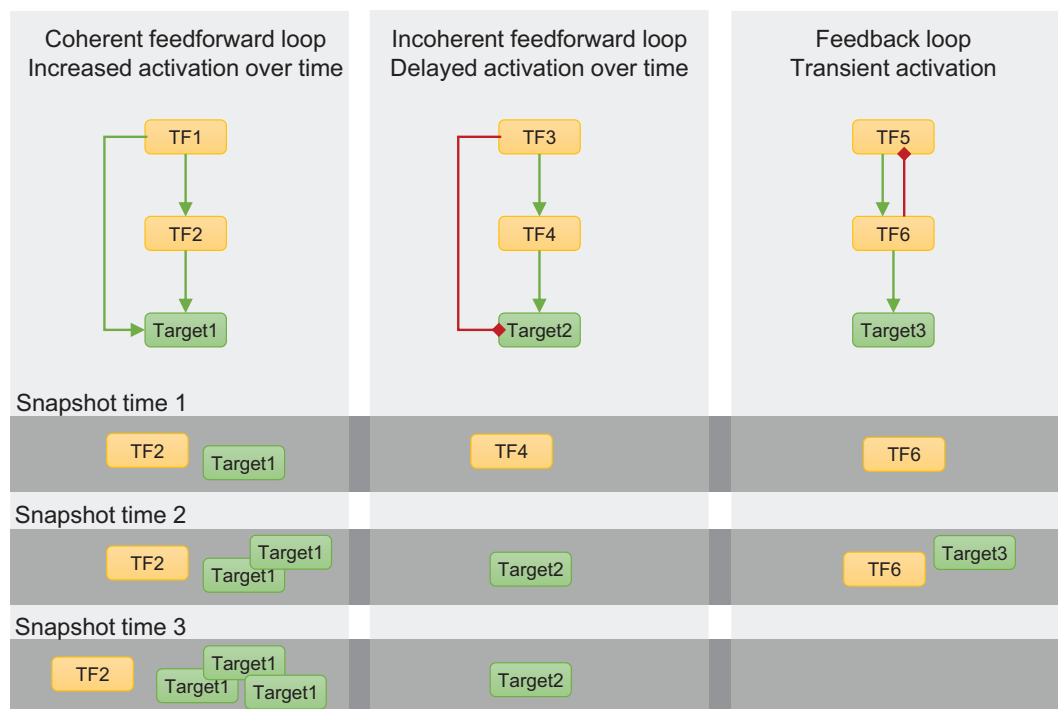 Coherent feedforward loop
Increased activation over time
TF1
TF2
Target1
Incoherent feedforward loop
Delayed activation over time
TF3
TF4
Target2
Feedback loop
Transient activation
TF5
TF6
Target3
Snapshot time 1
TF2
Target1
TF4
TF6
Snapshot time 2
TF2
Target1
Target1
Target2
TF6
Target3
Snapshot time 3
TF2
Target1
Target1
Target1
Target2